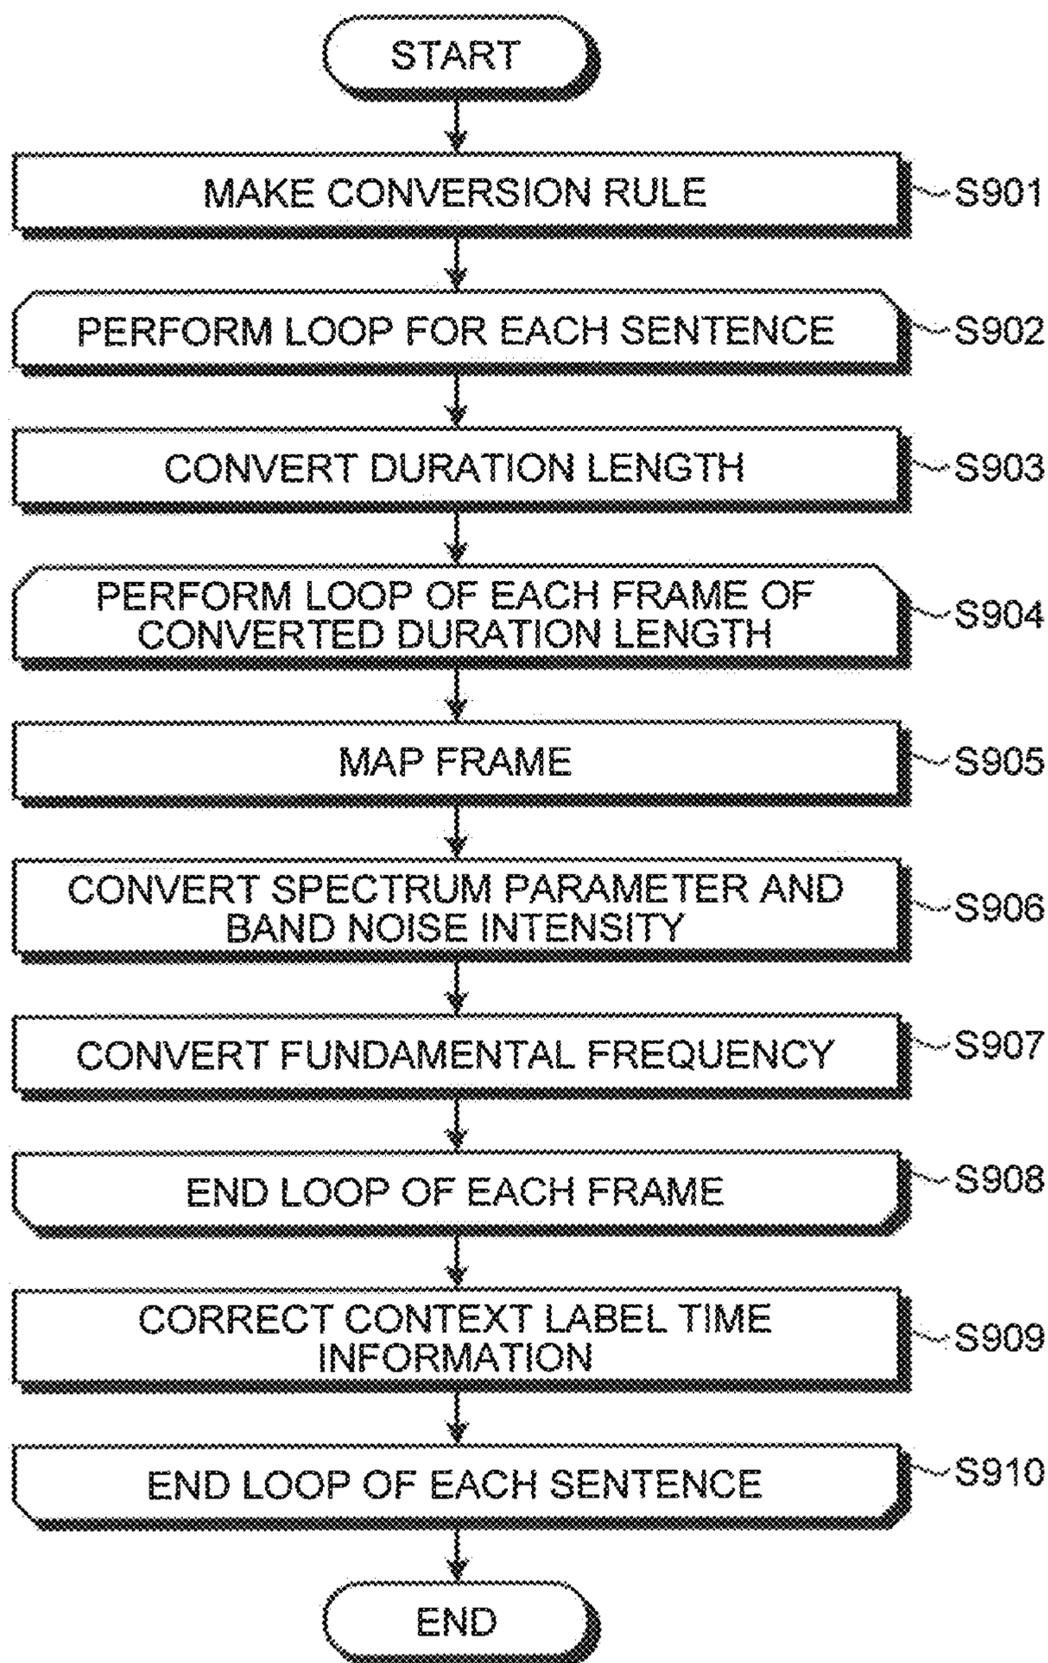 START
MAKE CONVERSION RULE
S901
PERFORM LOOP FOR EACH SENTENCE
S902
CONVERT DURATION LENGTH
S903
PERFORM LOOP OF EACH FRAME OF
CONVERTED DURATION LENGTH
S904
MAP FRAME
S905
CONVERT SPECTRUM PARAMETER AND
BAND NOISE INTENSITY
S906
CONVERT FUNDAMENTAL FREQUENCY
S907
END LOOP OF EACH FRAME
S908
CORRECT CONTEXT LABEL TIME
INFORMATION
S909
END LOOP OF EACH SENTENCE
S910
END